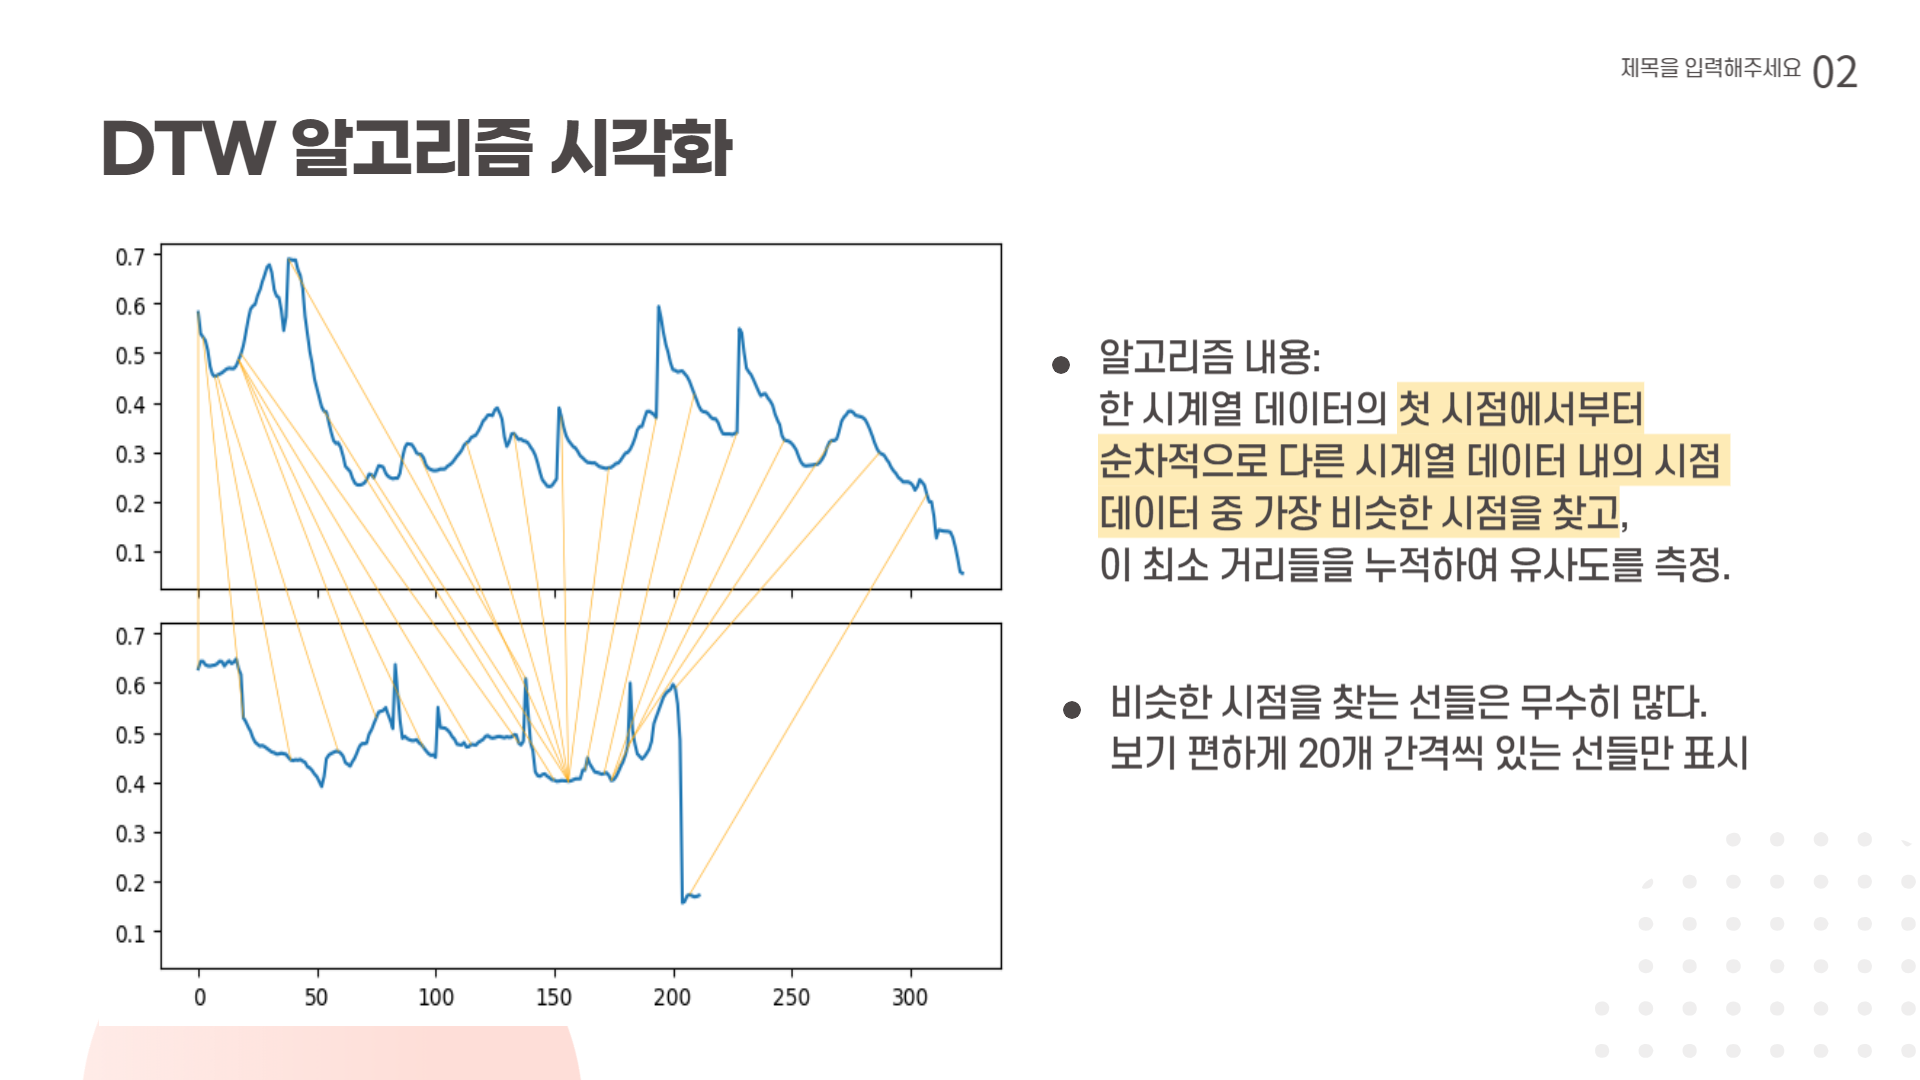 제목을 입력해주세요 02
DTW 알고리즘 시각화
0.7
0.6
0.5
0.4
0.3
0.2
0.1
0.7
0.6
0.5
0.4
0.3
0.2
0.1
0 50 100 150 200 250 300
알고리즘 내용:
한 시계열 데이터의 첫 시점에서부터
순차적으로 다른 시계열 데이터 내의 시점
데이터 중 가장 비슷한 시점을 찾고,
이 최소 거리들을 누적하여 유사도를 측정.
비슷한 시점을 찾는 선들은 무수히 많다.
보기 편하게 20개 간격씩 있는 선들만 표시